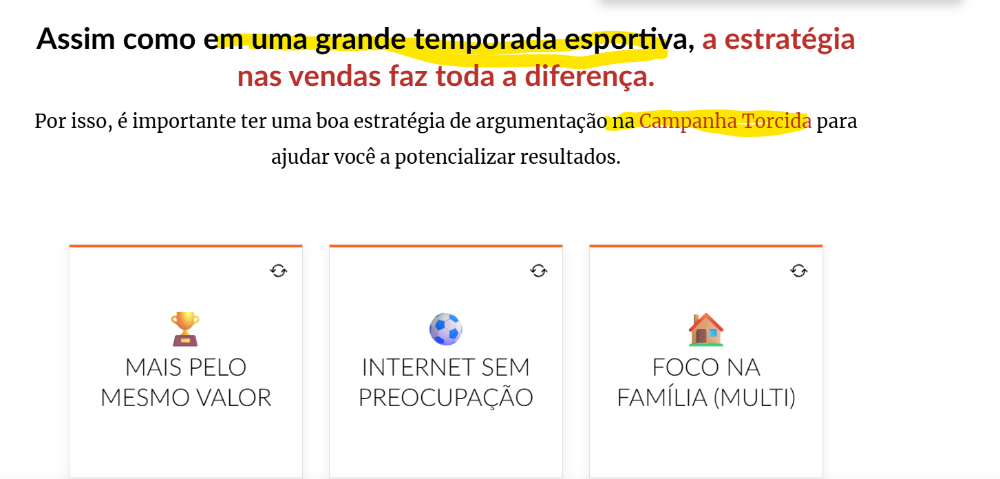 Assim como em uma grande temporada esportiva, a estratégia
nas vendas faz toda a diferença.
Por isso, é importante ter uma boa estratégia de argumentação na Campanha Torcida para
ajudar você a potencializar resultados.
MAIS PELO
MESMO VALOR
INTERNET SEM
PREOCUPAÇÃO
FOCO NA
FAMÍLIA (MULTI)